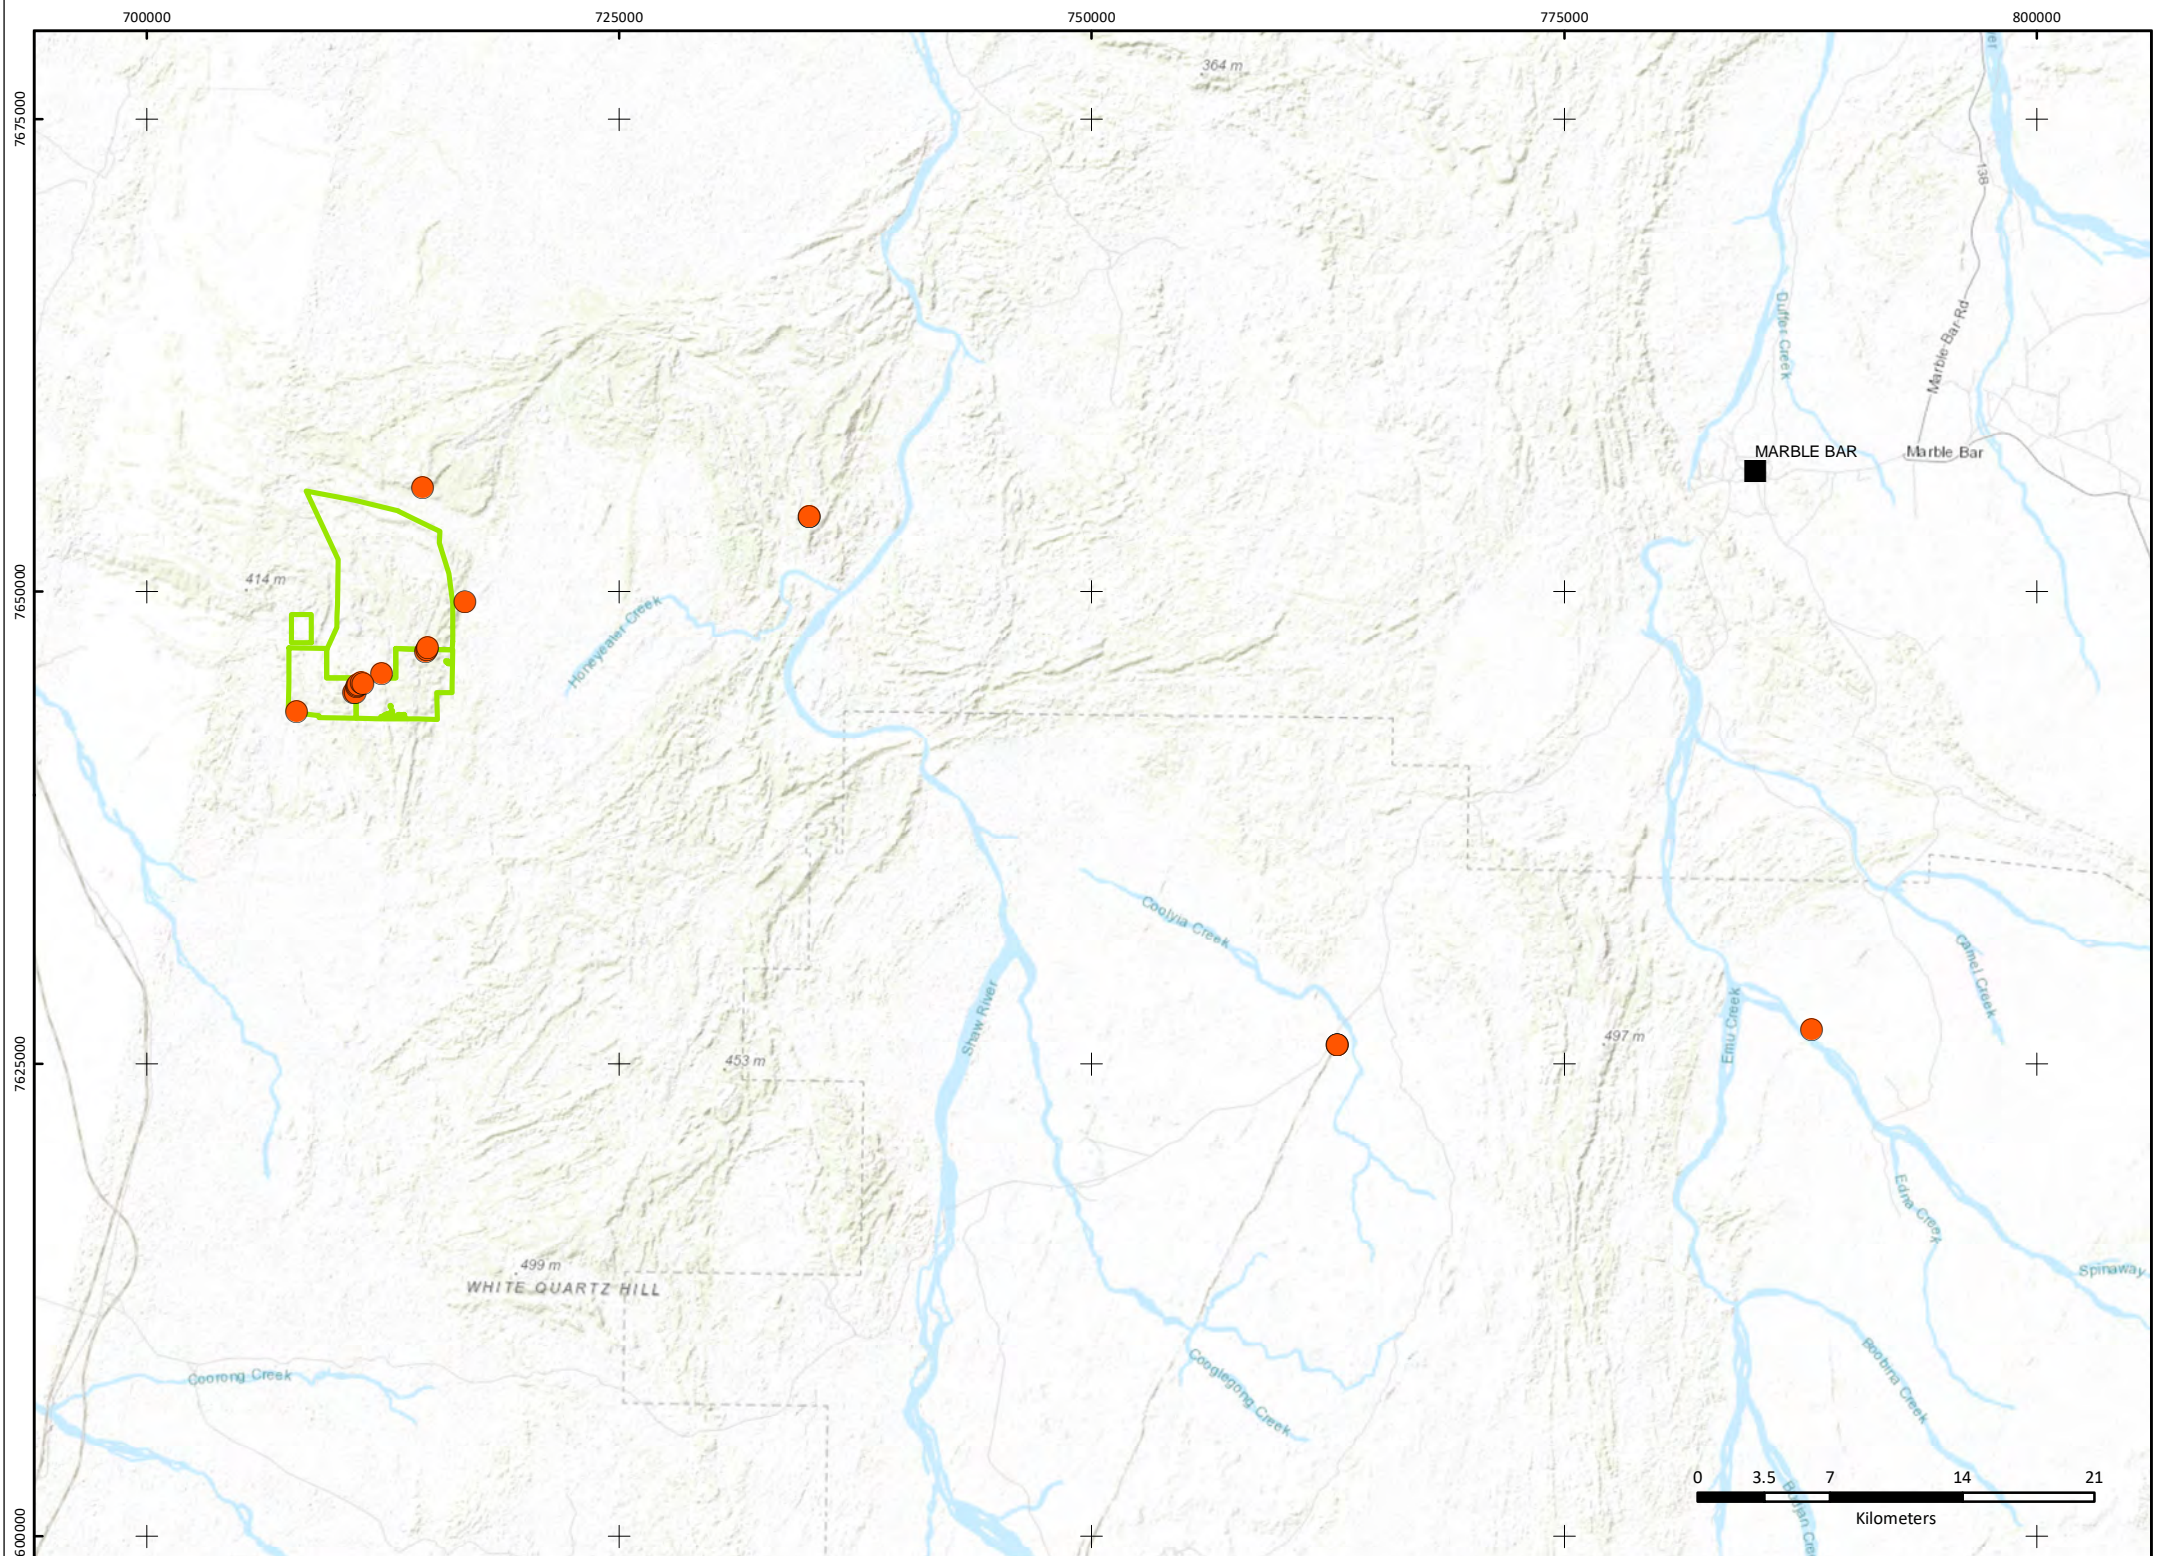 700000 725000 750000 775000 800000
7675000
364 m
138
Marble Bar Rd
Duffer Creek
MARBLE BAR
Marble Bar
7650000
414 m
Honeyeater Creek
Coolyia Creek
Camel Creek
Shaw River
Emu Creek
497 m
453 m
7625000
Edna Creek
499 m
WHITE QUARTZ HILL
Spinaway
Coorong Creek
Cooglegong Creek
Boobina Creek
0 3.5 7 14 21
Kilometers